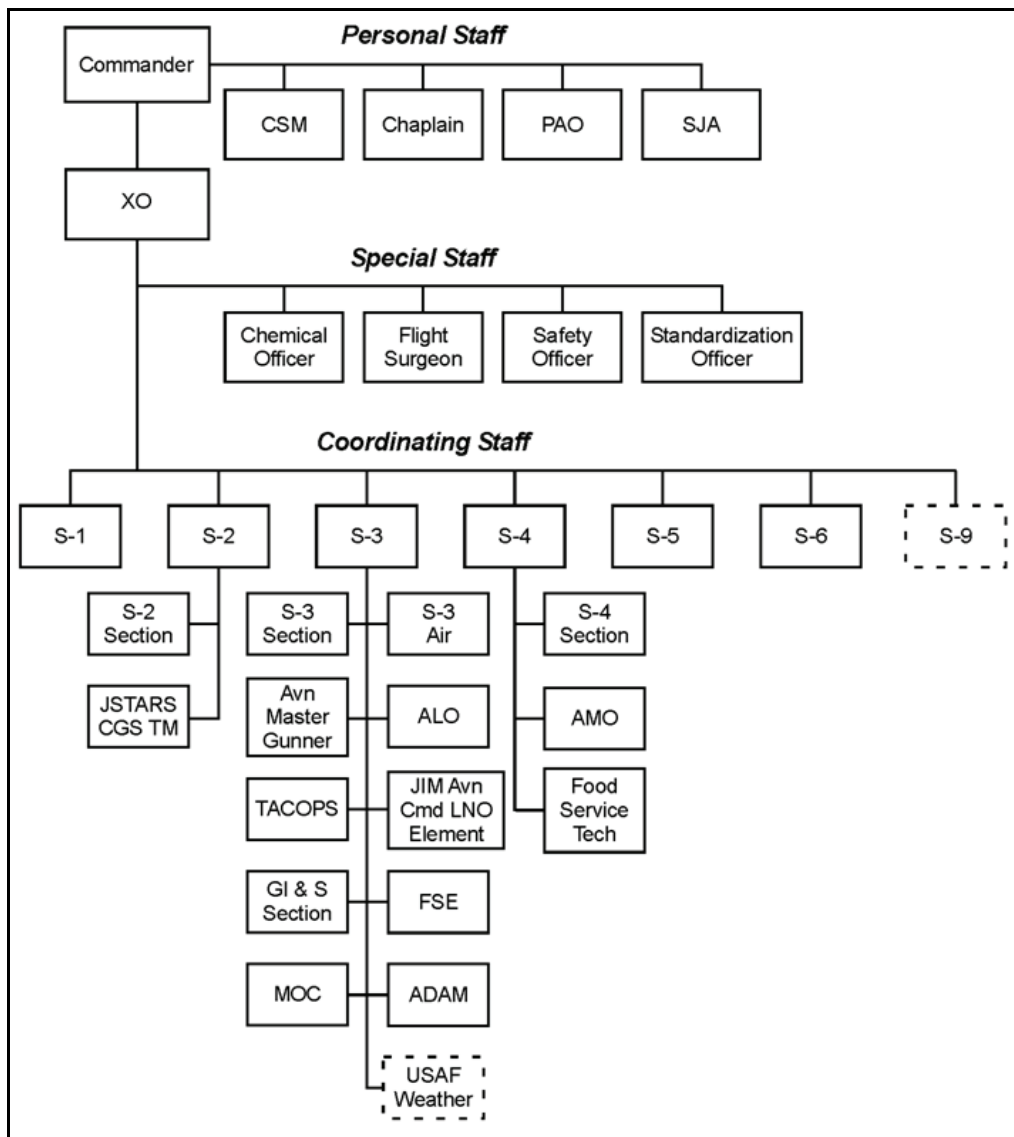 Personal Staff
Commander
CSM
Chaplain
PAO
SJA
XO
Special Staff
Chemical
Officer
Flight
Surgeon
Safety
Officer
Standardization
Officer
Coordinating Staff
S-1
S-2
S-3
S-4
S-5
S-6
S-9
S-2
Section
S-3
Section
S-3
Air
S-4
Section
JSTARS
CGS TM
Avn
Master
Gunner
ALO
AMO
TACOPS
JIM Avn
Cmd LNO
Element
Food
Service
Tech
GI & S
Section
FSE
MOC
ADAM
USAF
Weather